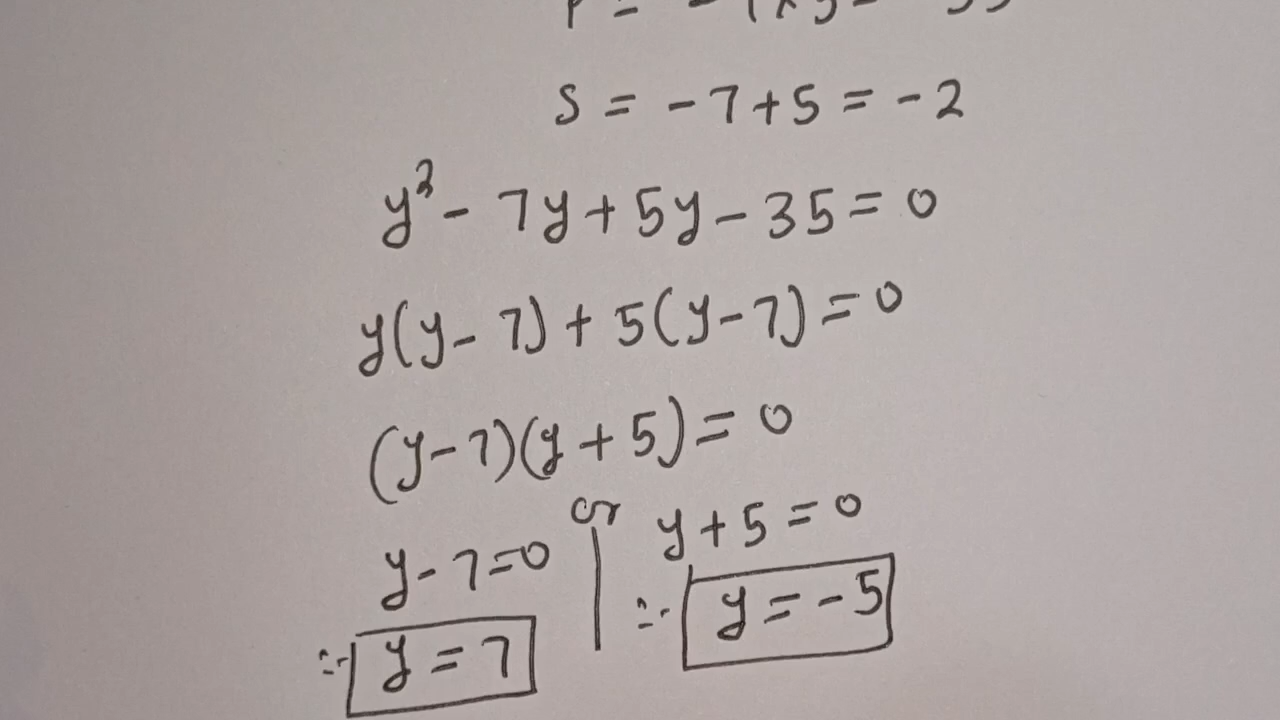 S = -7+5 = -2
y² - 7y + 5y - 35 = 0
y(y - 7) + 5(y - 7) = 0
(y - 7)(y + 5) = 0
or
y - 7 = 0 | y + 5 = 0
∴ y = 7 ∴ y = -5